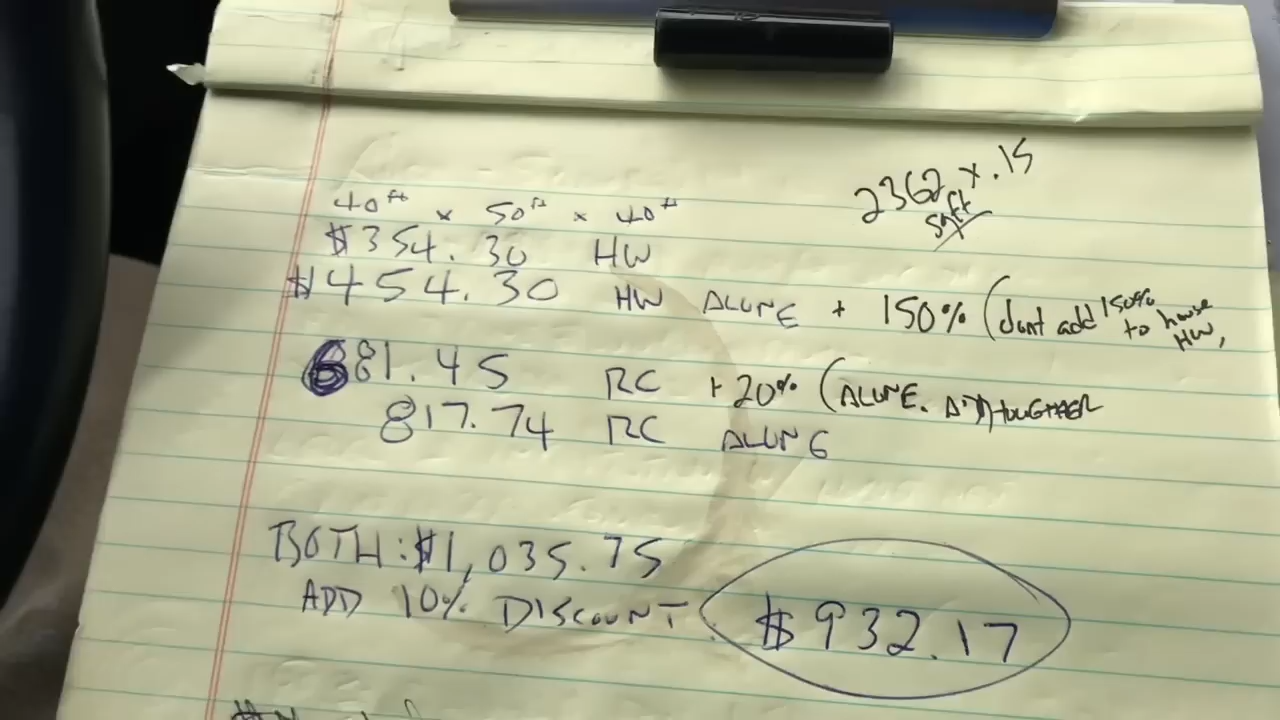 2362 x .15
sqft
40ft x 50ft x 40ft
$354.30 HW
$454.30 HW ALONE + 150% (dont add 150%
to house
HW,
681.45 RC + 20% (ALONE.
817.74 RC ALONE
BOTH: $1,035.75
ADD 10% DISCOUNT $932.17